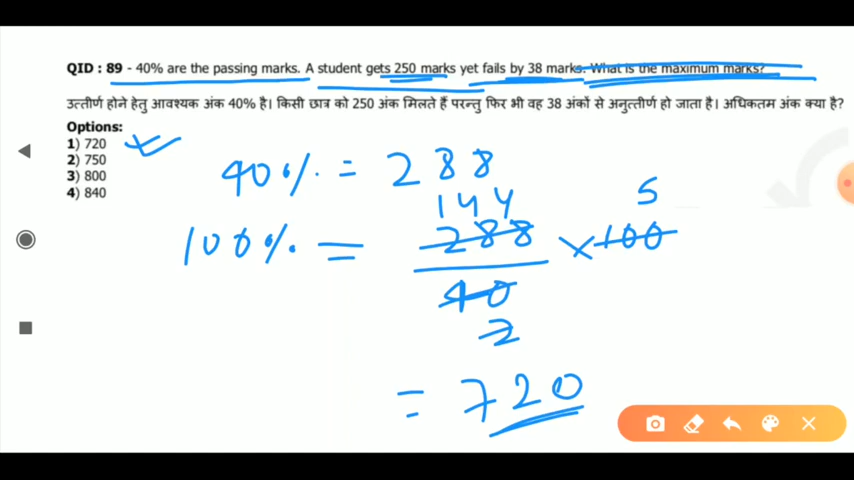 QID : 89 - 40% are the passing marks. A student gets 250 marks yet fails by 38 marks. What is the maximum marks?
उत्तीर्ण होने हेतु आवश्यक अंक 40% है। किसी छात्र को 250 अंक मिलते हैं परन्तु फिर भी वह 38 अंकों से अनुत्तीर्ण हो जाता है। अधिकतम अंक क्या है?
Options:
1) 720
2) 750
3) 800
4) 840
40% = 288
144 5
100% = 288 × 100
40
2
= 720